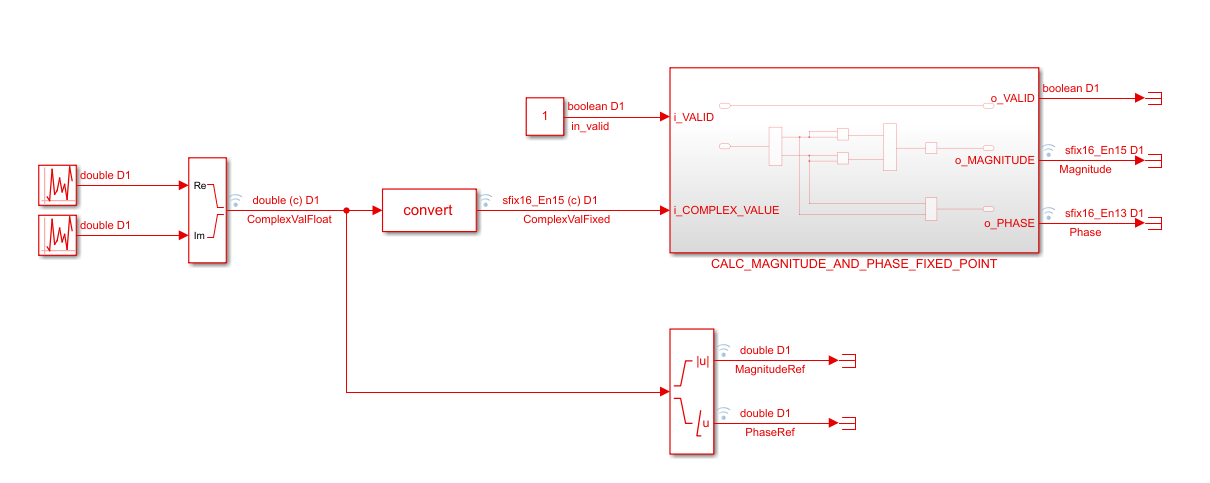 boolean D1
1
in_valid
i_VALID
o_VALID
boolean D1
sfix16_En15 D1
o_MAGNITUDE
Magnitude
double D1
Re
double (c) D1
ComplexValFloat
convert
sfix16_En15 (c) D1
ComplexValFixed
i_COMPLEX_VALUE
sfix16_En13 D1
o_PHASE
Phase
double D1
Im
CALC_MAGNITUDE_AND_PHASE_FIXED_POINT
|u|
double D1
MagnitudeRef
u
double D1
PhaseRef